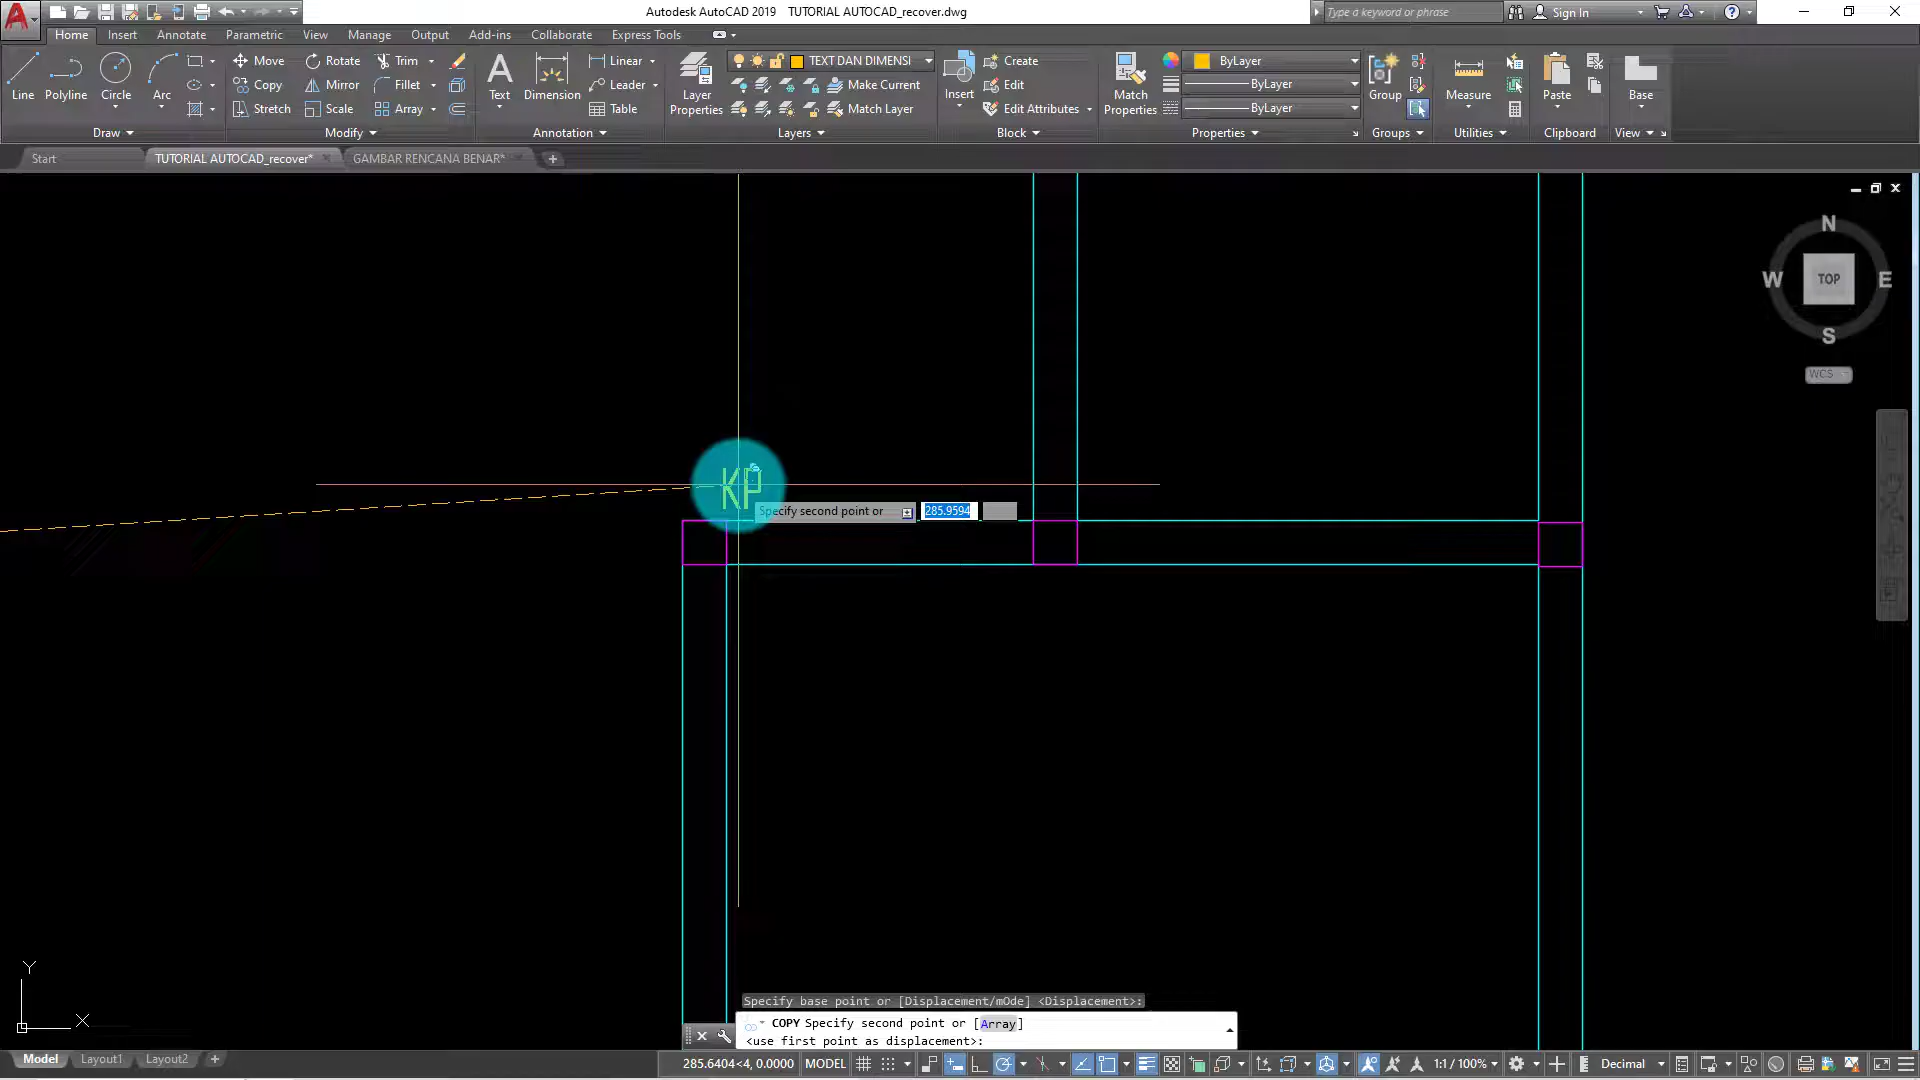 Autodesk AutoCAD 2019 TUTORIAL AUTOCAD_recover.dwg
Type a keyword or phrase
Sign In
Home Insert Annotate Parametric View Manage Output Add-ins Collaborate Express Tools
Line Polyline Circle Arc
Move Rotate Trim
Copy Mirror Fillet
Stretch Scale Array
Text Dimension
Linear
Leader
Table
Layer Properties
TEXT DAN DIMENSI
Make Current
Match Layer
Insert
Create
Edit
Edit Attributes
Match Properties
ByLayer
ByLayer
ByLayer
Group
Measure
Paste
Base
Draw Modify Annotation Layers Block Properties Groups Utilities Clipboard View
Start TUTORIAL AUTOCAD_recover* GAMBAR RENCANA BENAR*
N
W TOP E
S
WCS
KP
Specify second point or 285.9594
Y
X
Specify base point or [Displacement/mOde] <Displacement>:
COPY Specify second point or [Array]
<use first point as displacement>:
Model Layout1 Layout2 +
285.6404<4, 0.0000 MODEL 1:1 / 100% Decimal